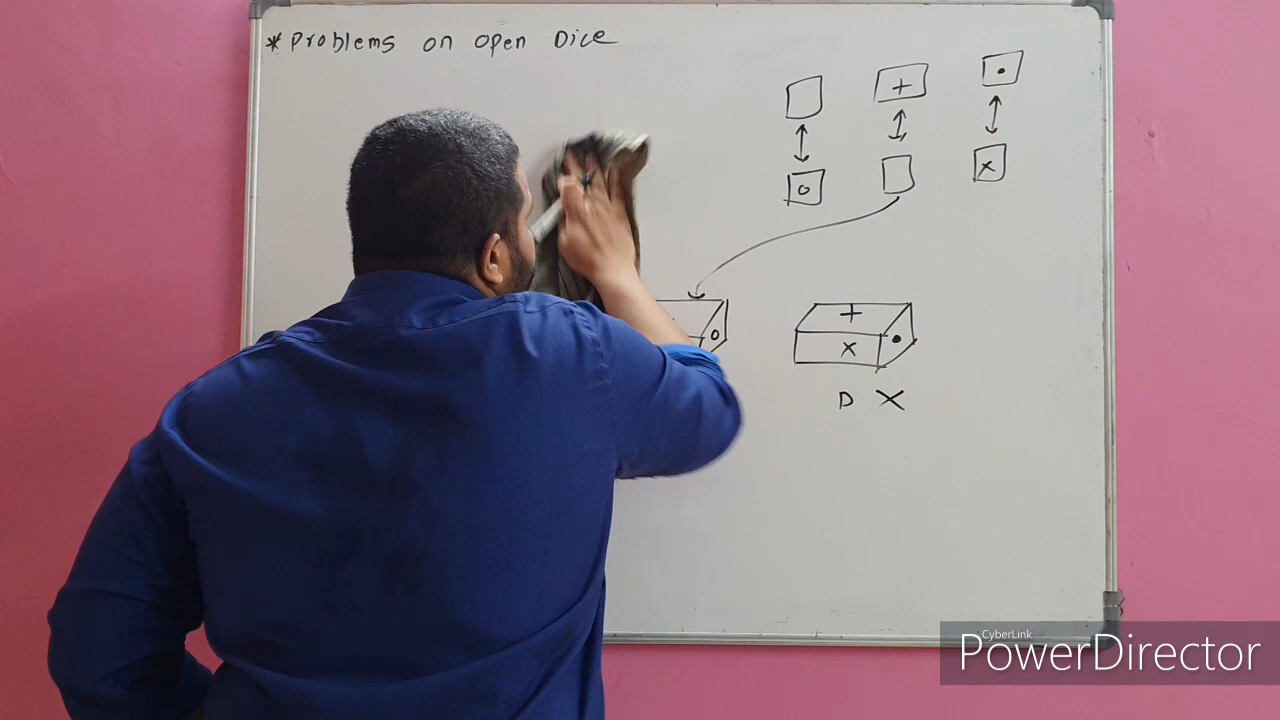 * Problems on open Dice
+ •
o x
o + • x
D X
CyberLink
PowerDirector